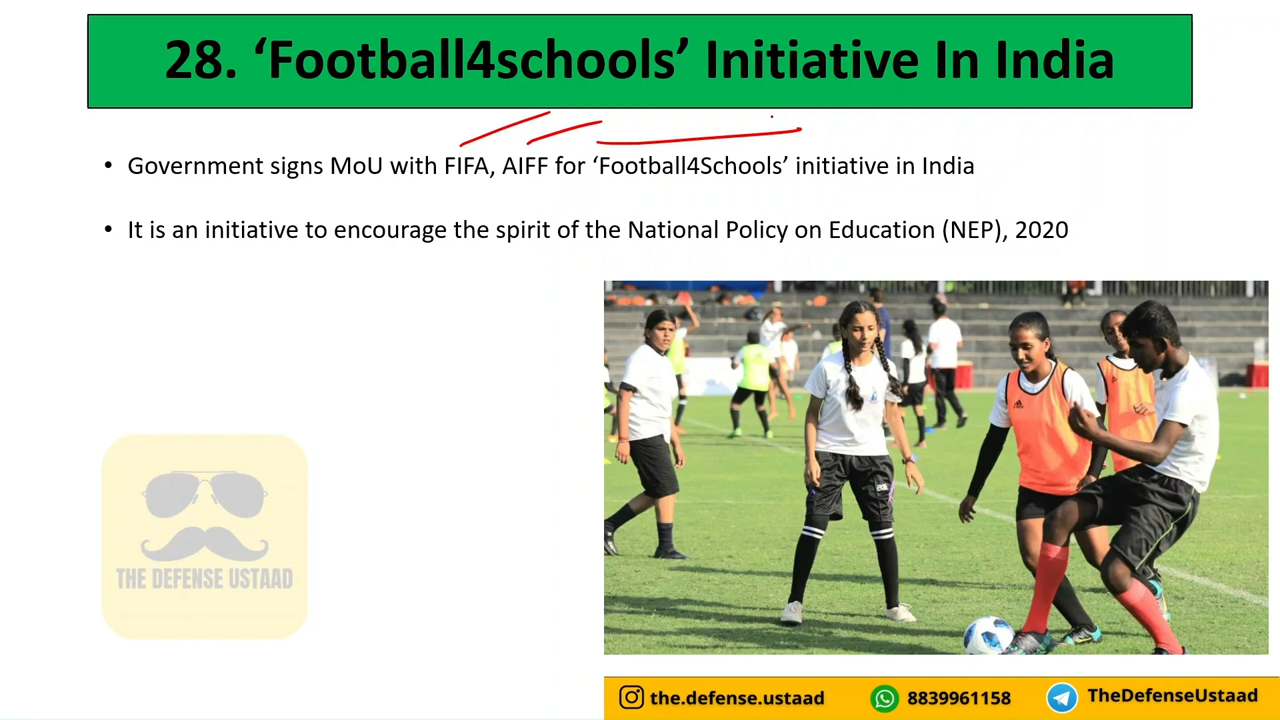 28. ‘Football4schools’ Initiative In India
• Government signs MoU with FIFA, AIFF for ‘Football4Schools’ initiative in India
• It is an initiative to encourage the spirit of the National Policy on Education (NEP), 2020
THE DEFENSE USTAAD
the.defense.ustaad 8839961158 TheDefenseUstaad